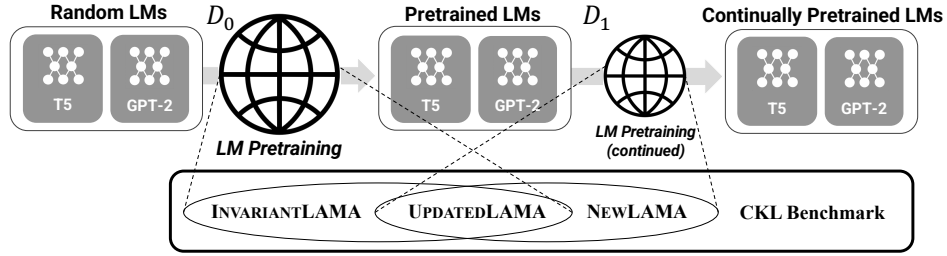 Random LMs
D₀
Pretrained LMs
D₁
Continually Pretrained LMs
T5
GPT-2
T5
GPT-2
T5
GPT-2
LM Pretraining
LM Pretraining
(continued)
INVARIANTLAMA
UPDATEDLAMA
NEWLAMA
CKL Benchmark